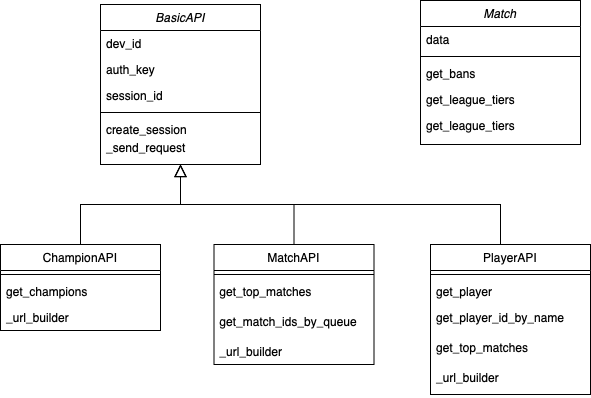 BasicAPI
dev_id
auth_key
session_id
create_session
_send_request
Match
data
get_bans
get_league_tiers
get_league_tiers
ChampionAPI
get_champions
_url_builder
MatchAPI
get_top_matches
get_match_ids_by_queue
_url_builder
PlayerAPI
get_player
get_player_id_by_name
get_top_matches
_url_builder